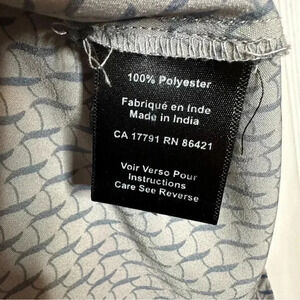 100% Polyester
Fabriqué en Inde
Made in India
CA 17791 RN 86421
Voir Verso Pour
Instructions
Care See Reverse